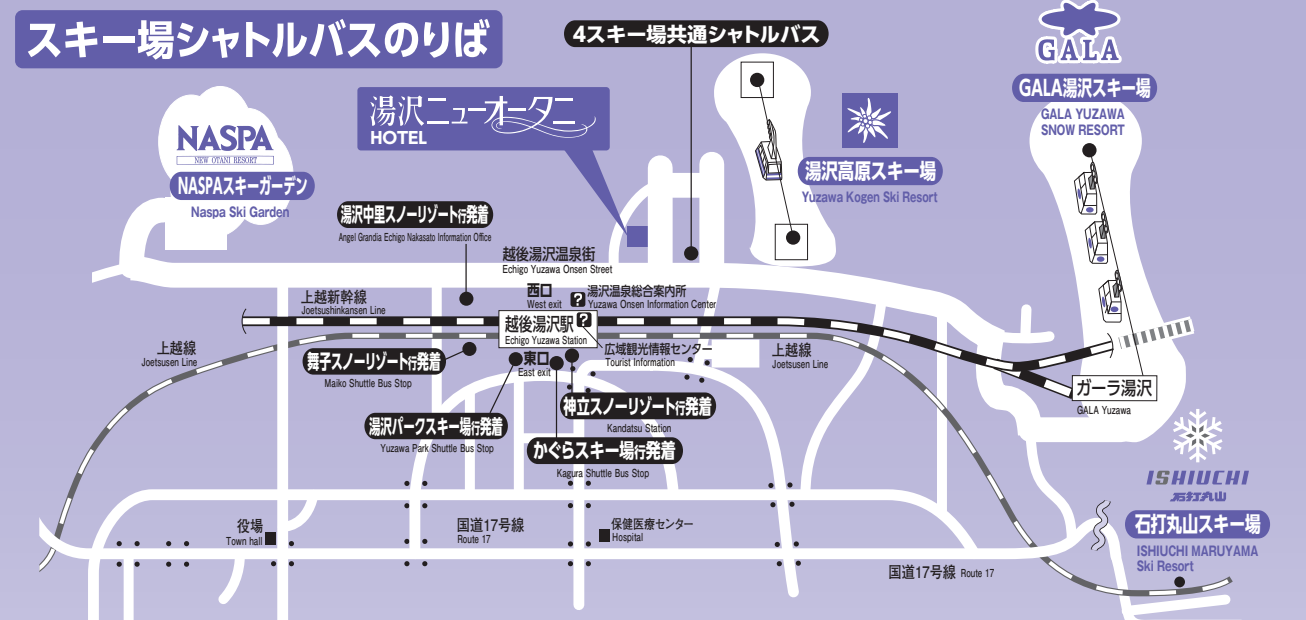 スキー場シャトルバスのりば
4スキー場共通シャトルバス
GALA
GALA湯沢スキー場
GALA YUZAWA
SNOW RESORT
湯沢ニューオータニ
HOTEL
NASPA
NEW OTANI RESORT
NASPAスキーガーデン
Naspa Ski Garden
湯沢高原スキー場
Yuzawa Kogen Ski Resort
湯沢中里スノーリゾート行発着
Angel Grandia Echigo Nakasato Information Office
越後湯沢温泉街
Echigo Yuzawa Onsen Street
西口
West exit
?
湯沢温泉総合案内所
Yuzawa Onsen Information Center
上越新幹線
Joetsushinkansen Line
越後湯沢駅
?
Echigo Yuzawa Station
上越線
Joetsusen Line
舞子スノーリゾート行発着
Maiko Shuttle Bus Stop
東口
East exit
広域観光情報センター
Tourist Information
上越線
Joetsusen Line
ガーラ湯沢
GALA Yuzawa
神立スノーリゾート行発着
Kandatsu Station
湯沢パークスキー場行発着
Yuzawa Park Shuttle Bus Stop
かぐらスキー場行発着
Kagura Shuttle Bus Stop
ISHIUCHI
石打丸山
石打丸山スキー場
ISHIUCHI MARUYAMA
Ski Resort
役場
Town hall
国道17号線
Route 17
保健医療センター
Hospital
国道17号線 Route 17